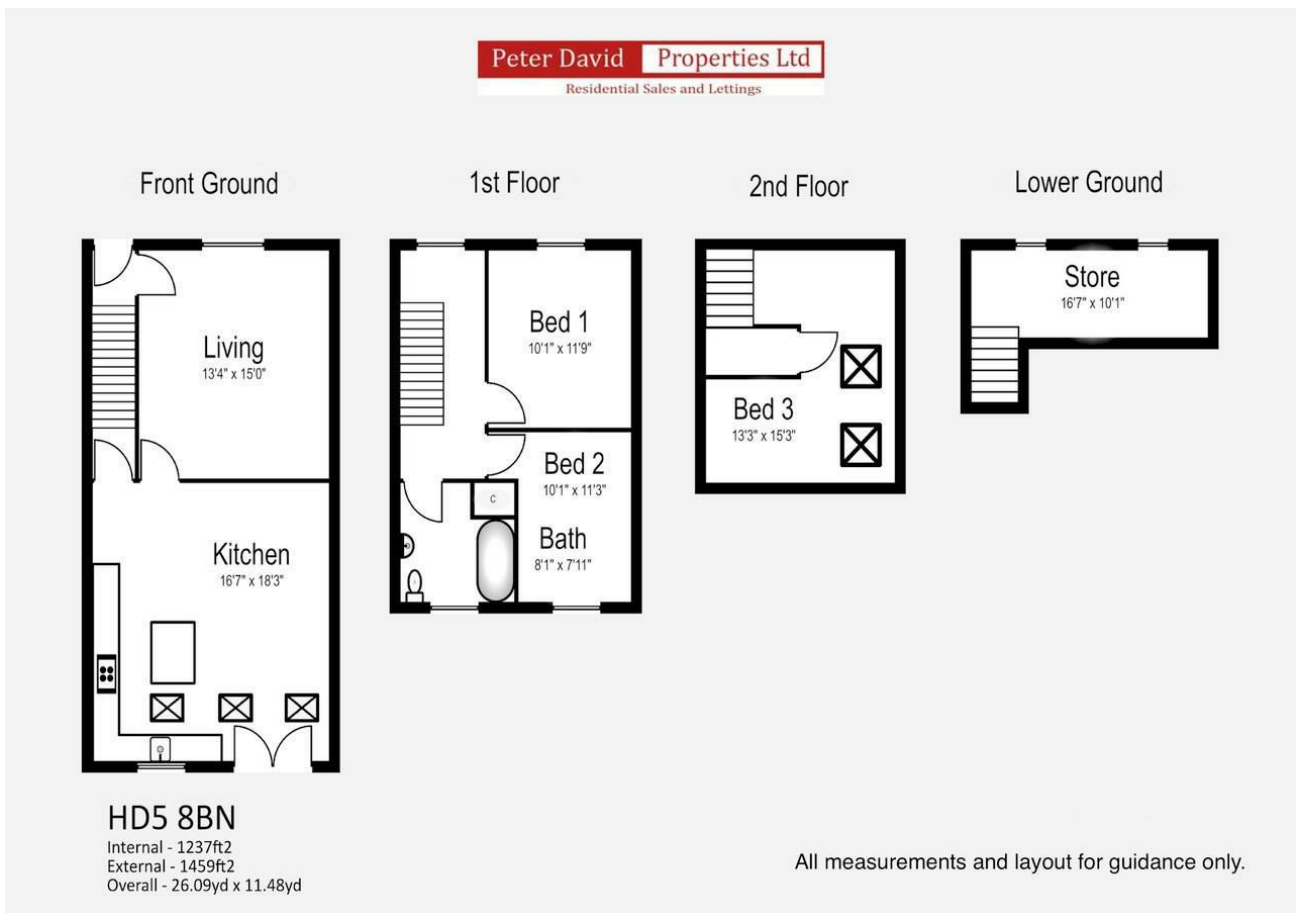 Peter David Properties Ltd
Residential Sales and Lettings
Front Ground
1st Floor
2nd Floor
Lower Ground
Living
13'4" x 15'0"
Kitchen
16'7" x 18'3"
Bed 1
10'1" x 11'9"
Bed 2
10'1" x 11'3"
C
Bath
8'1" x 7'11"
Bed 3
13'3" x 15'3"
Store
16'7" x 10'1"
HD5 8BN
Internal - 1237ft2
External - 1459ft2
Overall - 26.09yd x 11.48yd
All measurements and layout for guidance only.